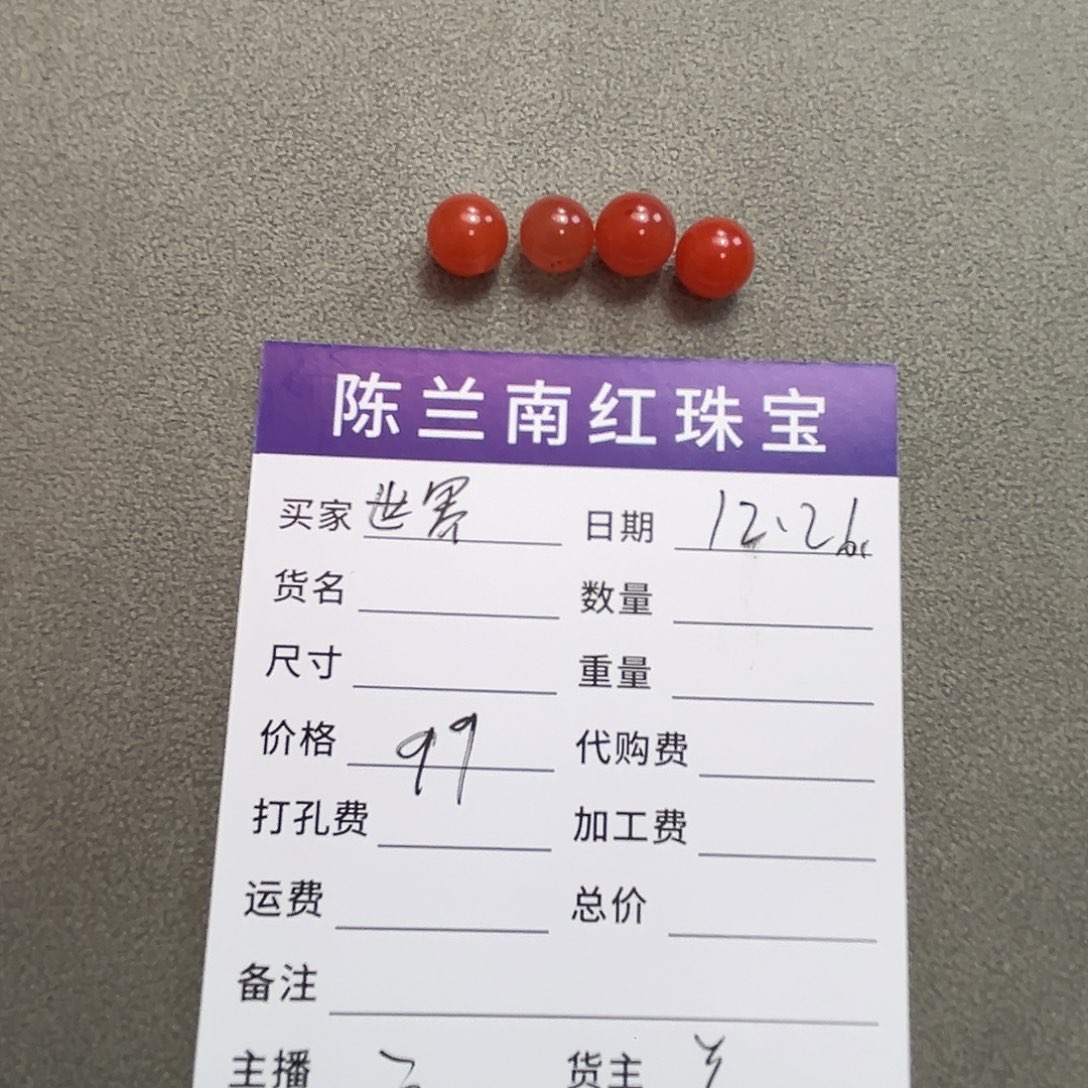 陈兰南红珠宝
买家 世界 日期 12、26
货名 数量
尺寸 重量
价格 99 代购费
打孔费 加工费
运费 总价
备注
主播 货主